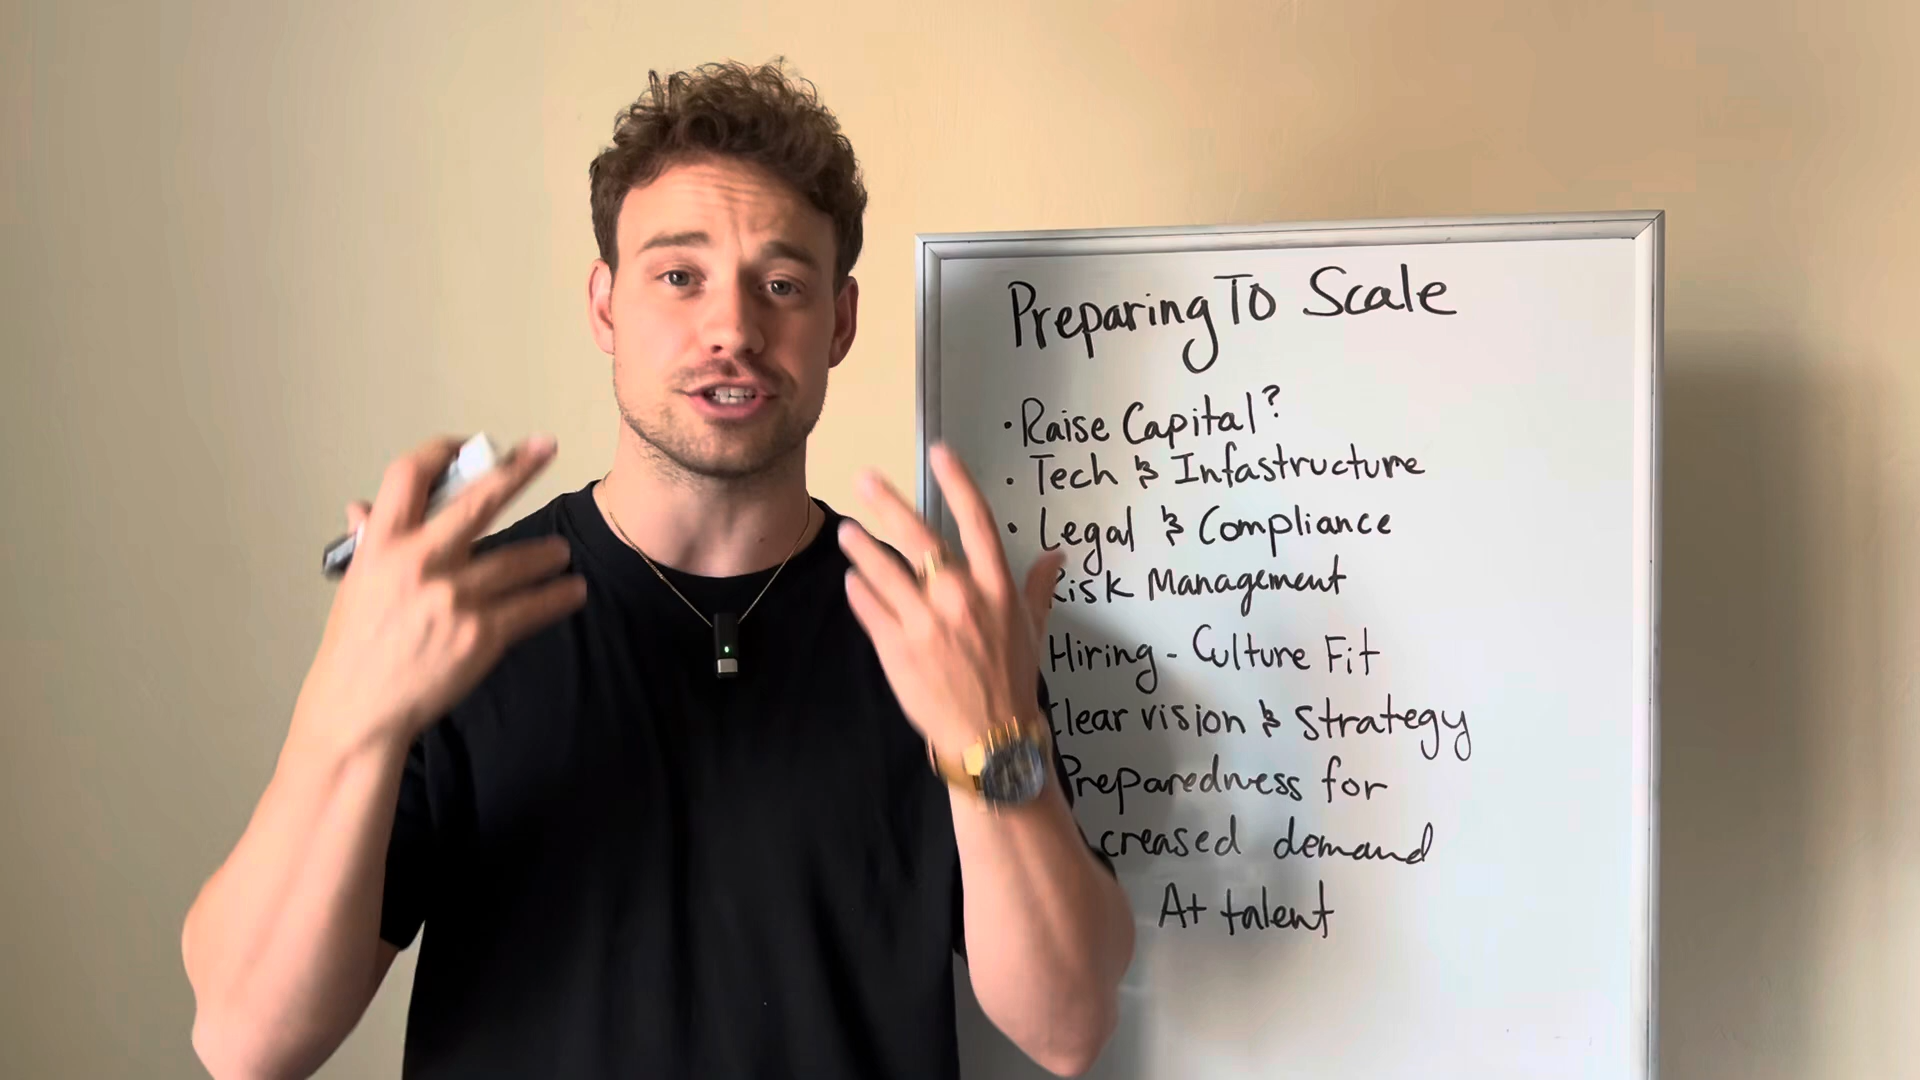 Preparing To Scale
• Raise Capital?
• Tech & Infastructure
• Legal & Compliance
Risk Management
Hiring - Culture Fit
Clear vision & Strategy
Preparedness for
creased demand
At talent